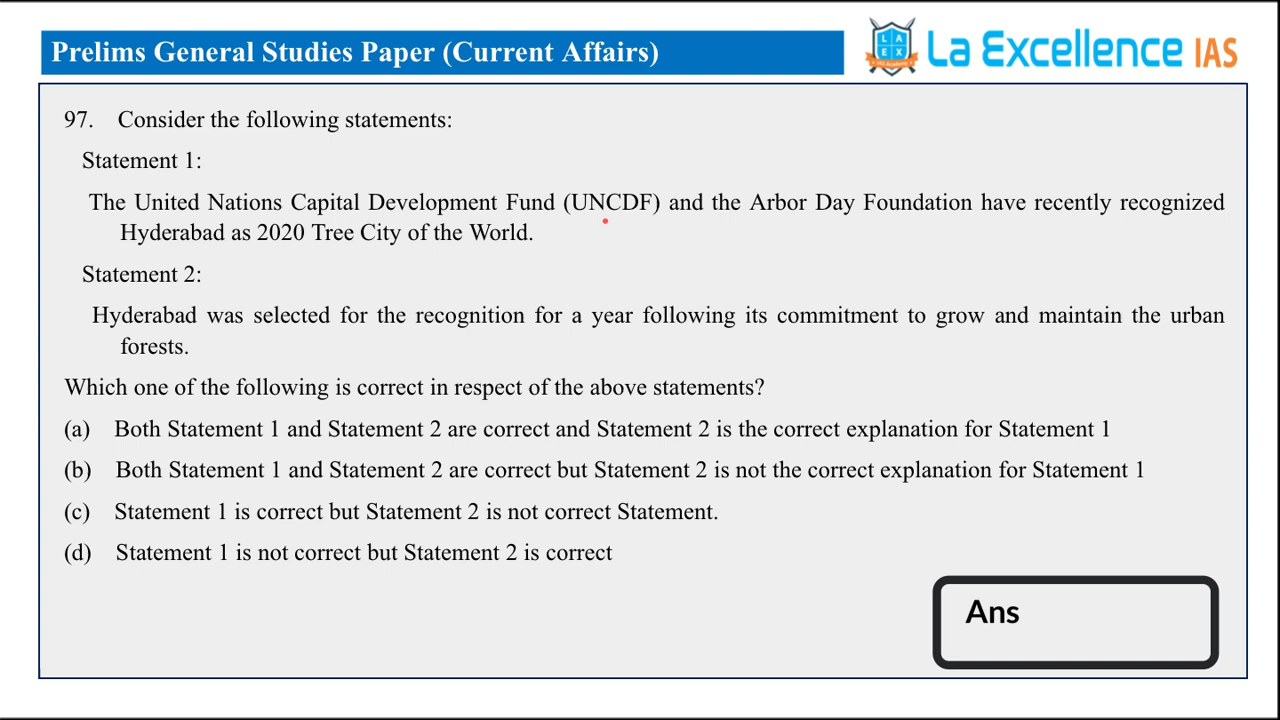 Prelims General Studies Paper (Current Affairs)
La Excellence IAS
97. Consider the following statements:
Statement 1:
The United Nations Capital Development Fund (UNCDF) and the Arbor Day Foundation have recently recognized
Hyderabad as 2020 Tree City of the World.
Statement 2:
Hyderabad was selected for the recognition for a year following its commitment to grow and maintain the urban
forests.
Which one of the following is correct in respect of the above statements?
(a) Both Statement 1 and Statement 2 are correct and Statement 2 is the correct explanation for Statement 1
(b) Both Statement 1 and Statement 2 are correct but Statement 2 is not the correct explanation for Statement 1
(c) Statement 1 is correct but Statement 2 is not correct Statement.
(d) Statement 1 is not correct but Statement 2 is correct
Ans